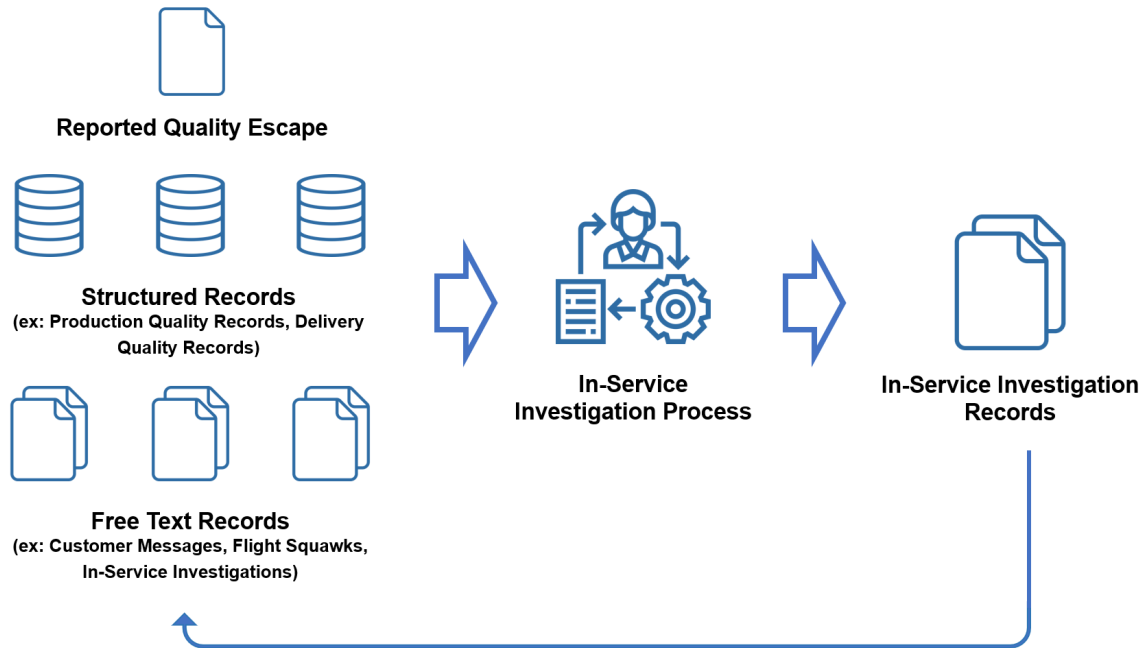 Reported Quality Escape
Structured Records
(ex: Production Quality Records, Delivery
Quality Records)
Free Text Records
(ex: Customer Messages, Flight Squawks,
In-Service Investigations)
In-Service
Investigation Process
In-Service Investigation
Records